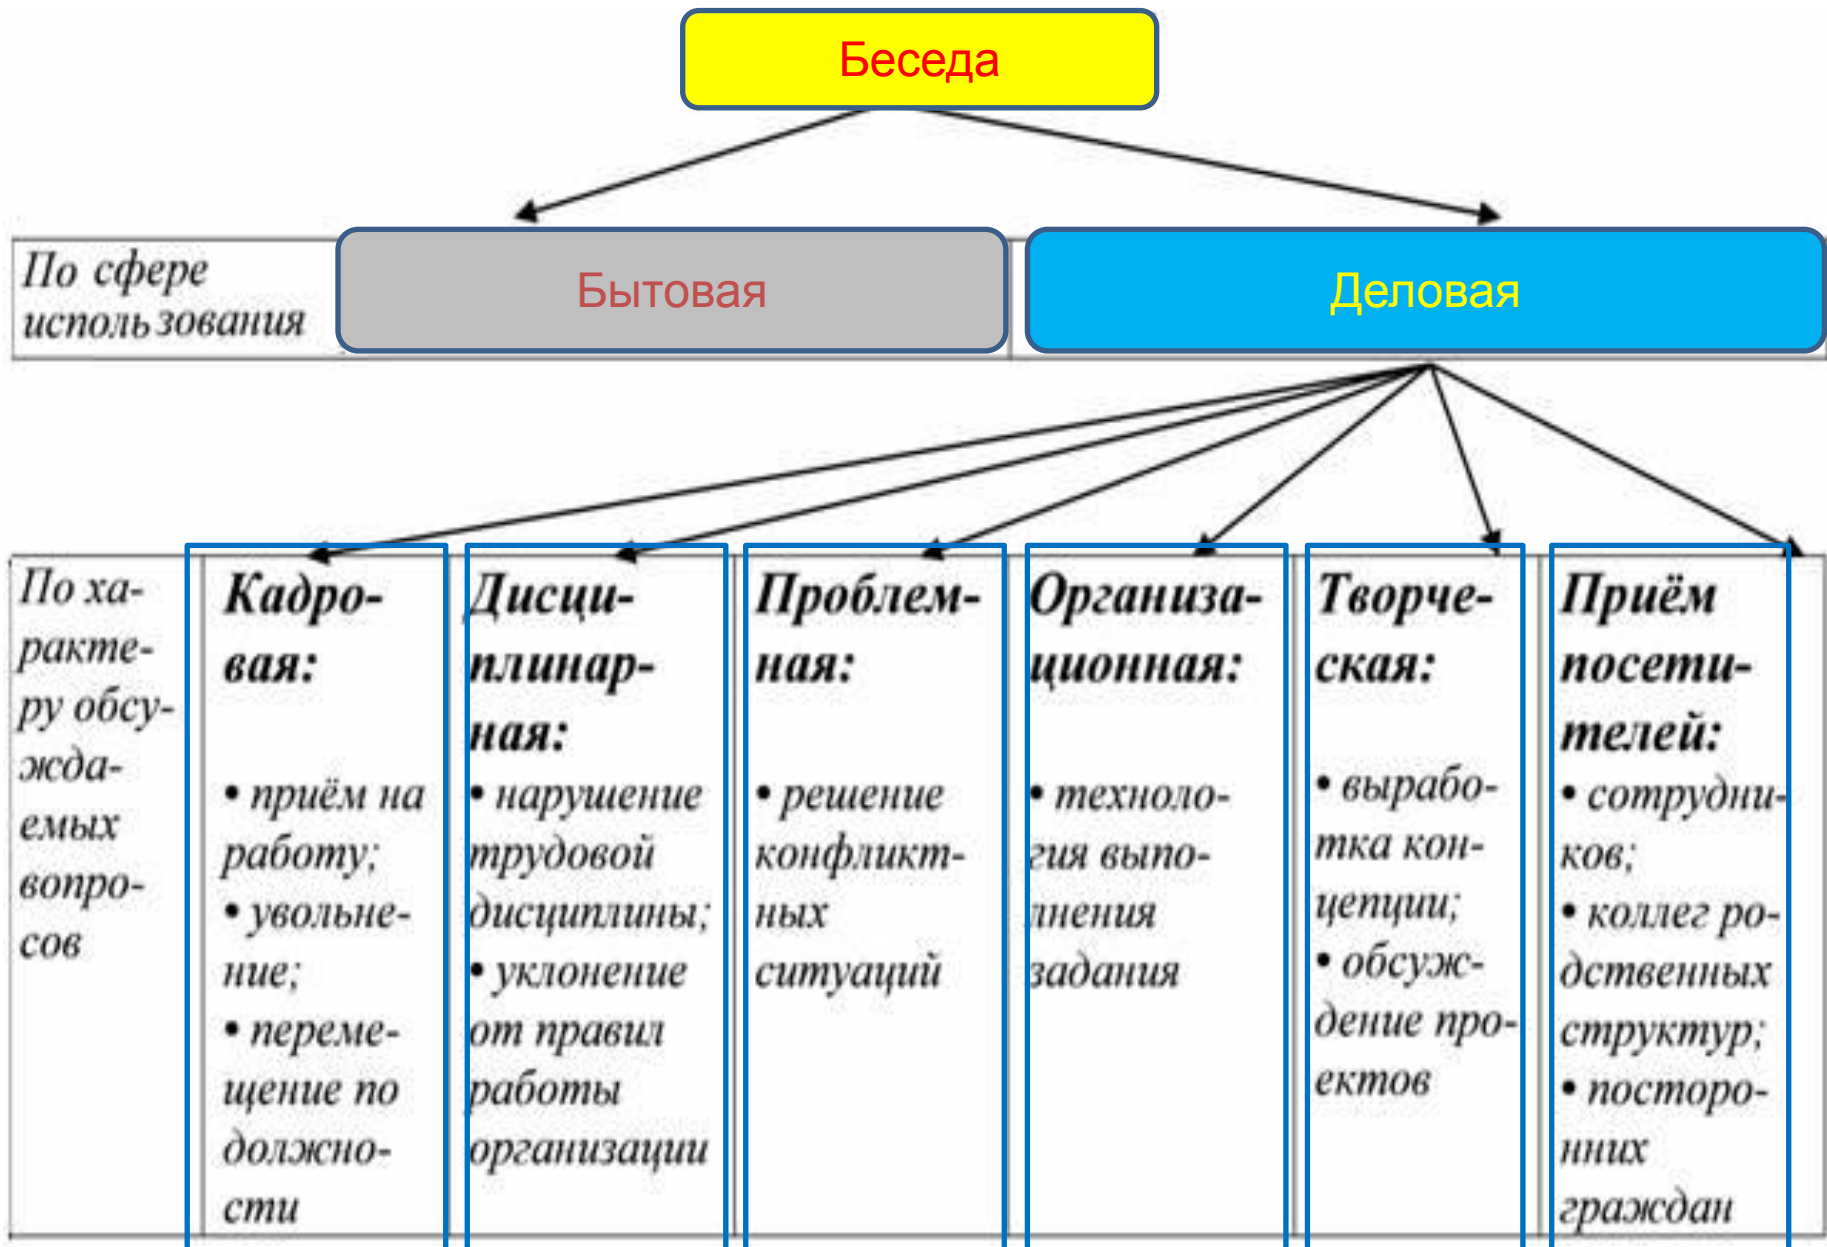 Беседа
По сфере
использования
Бытовая
Деловая
По ха-
ракте-
ру обсу-
жда-
емых
вопро-
сов
Кадро-
вая:
• приём на
работу;
• увольне-
ние;
• переме-
щение по
должно-
сти
Дисци-
плинар-
ная:
• нарушение
трудовой
дисциплины;
• уклонение
от правил
работы
организации
Проблем-
ная:
• решение
конфликт-
ных
ситуаций
Организа-
ционная:
• техноло-
гия выпо-
лнения
задания
Творче-
ская:
• вырабо-
тка кон-
цепции;
• обсуж-
дение про-
ектов
Приём
посети-
телей:
• сотрудни-
ков;
• коллег ро-
дственных
структур;
• посторо-
нних
граждан